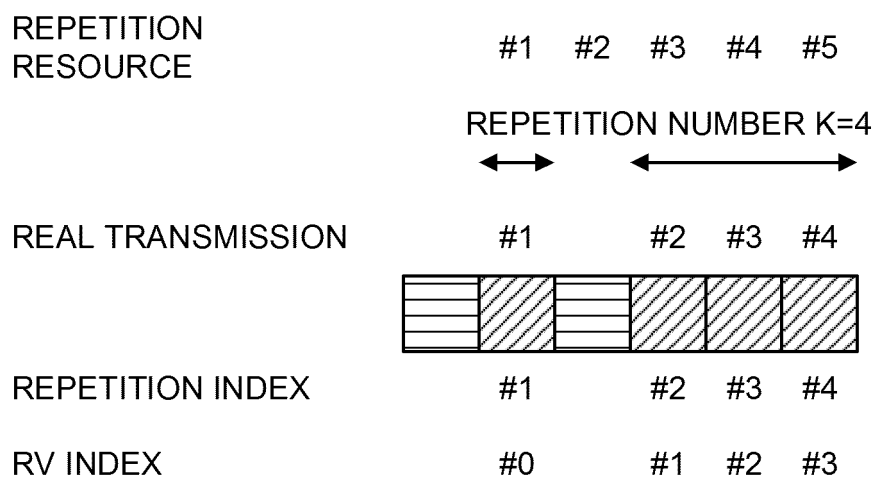 REPETITION
RESOURCE #1 #2 #3 #4 #5
REPETITION NUMBER K=4
REAL TRANSMISSION #1 #2 #3 #4
REPETITION INDEX #1 #2 #3 #4
RV INDEX #0 #1 #2 #3